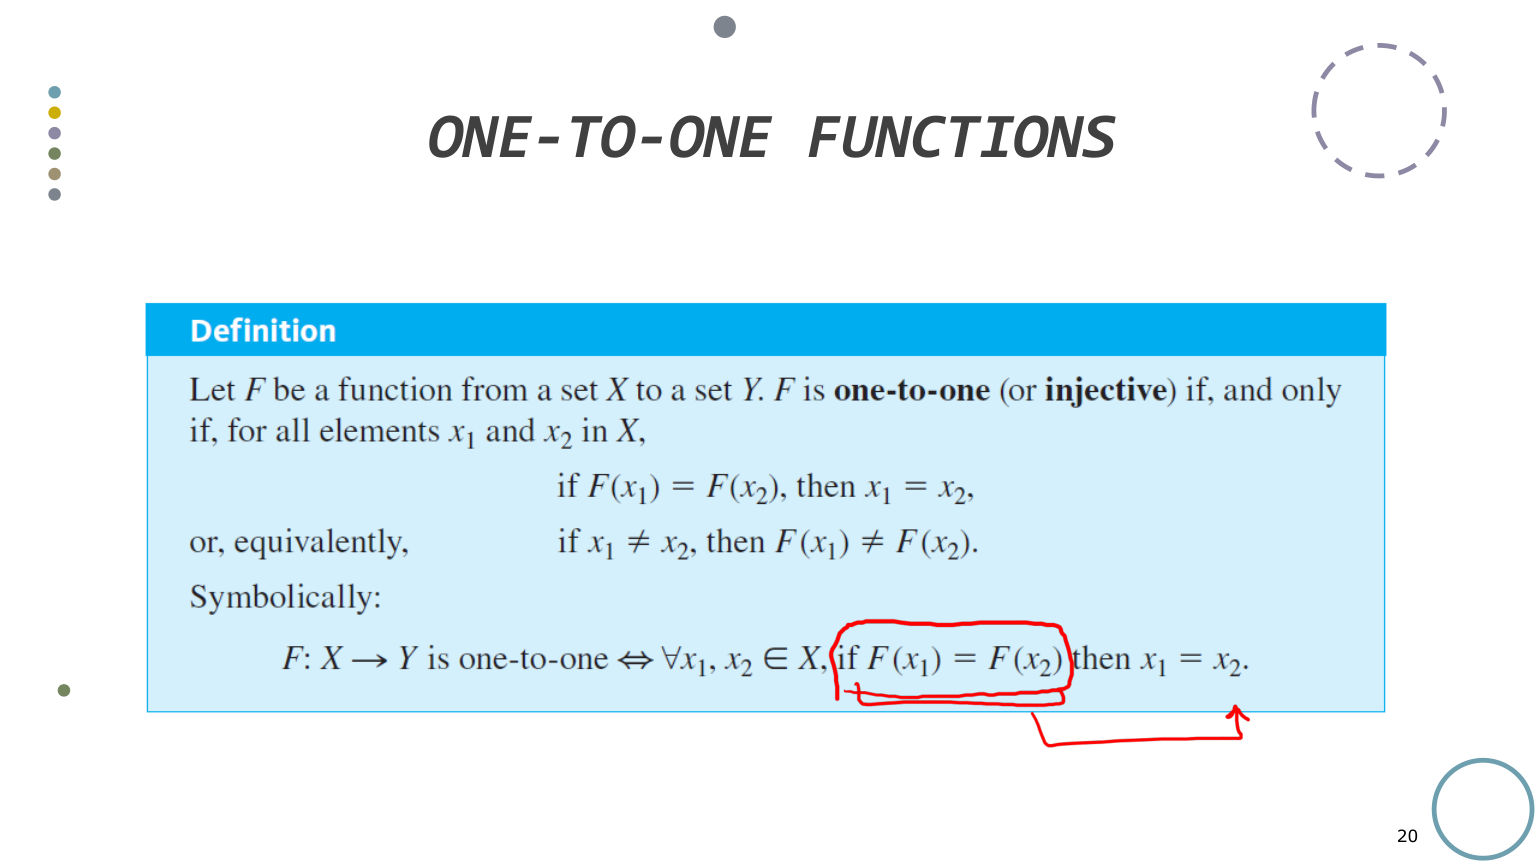 ONE-TO-ONE FUNCTIONS
Definition
Let F be a function from a set X to a set Y. F is one-to-one (or injective) if, and only
if, for all elements x₁ and x₂ in X,
if F(x₁) = F(x₂), then x₁ = x₂,
or, equivalently, if x₁ ≠ x₂, then F(x₁) ≠ F(x₂).
Symbolically:
F: X → Y is one-to-one ⇔ ∀x₁, x₂ ∈ X, if F(x₁) = F(x₂) then x₁ = x₂.
20